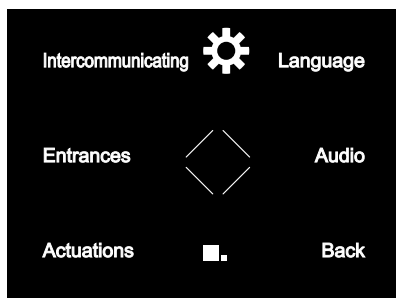 Intercommunicating
Language
Entrances
Audio
Actuations
Back